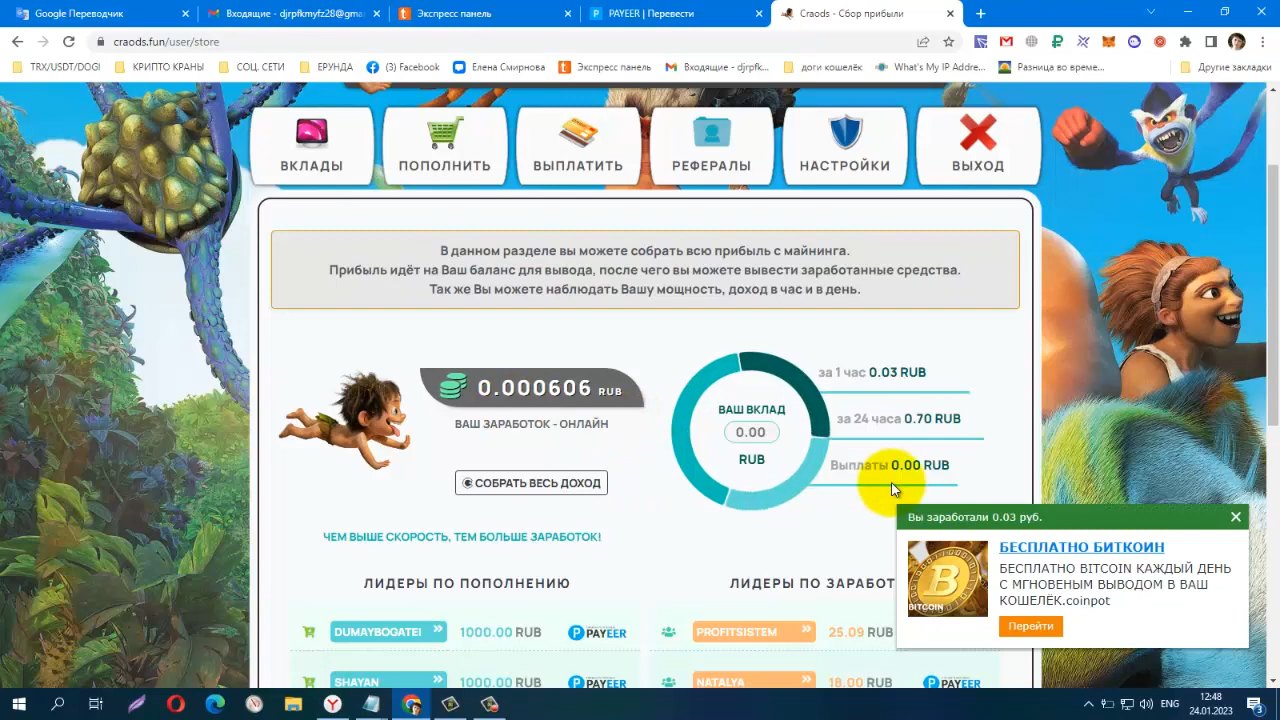 Google Переводчик
Входящие - djrpfkmyfz28@gma
Экспресс панель
PAYEER | Перевести
Craods - Сбор прибыли
craods.fun/user/store
TRX/USDT/DOGI
КРИПТО КРАНЫ
СОЦ. СЕТИ
ЕРУНДА
(3) Facebook
Елена Смирнова
Экспресс панель
Входящие - djrpfk...
доги кошелёк
What's My IP Addre...
Разница во време...
Другие закладки
ВКЛАДЫ
ПОПОЛНИТЬ
ВЫПЛАТИТЬ
РЕФЕРАЛЫ
НАСТРОЙКИ
ВЫХОД
В данном разделе вы можете собрать всю прибыль с майнинга.
Прибыль идёт на Ваш баланс для вывода, после чего вы можете вывести заработанные средства.
Так же Вы можете наблюдать Вашу мощность, доход в час и в день.
0.000606 RUB
ВАШ ЗАРАБОТОК - ОНЛАЙН
СОБРАТЬ ВЕСЬ ДОХОД
ЧЕМ ВЫШЕ СКОРОСТЬ, ТЕМ БОЛЬШЕ ЗАРАБОТОК!
ВАШ ВКЛАД
0.00
RUB
за 1 час 0.03 RUB
за 24 часа 0.70 RUB
Выплаты 0.00 RUB
Вы заработали 0.03 руб.
БЕСПЛАТНО БИТКОИН
БЕСПЛАТНО BITCOIN КАЖДЫЙ ДЕНЬ
С МГНОВЕНЫМ ВЫВОДОМ В ВАШ
КОШЕЛЁК.coinpot
Перейти
BITCOIN
ЛИДЕРЫ ПО ПОПОЛНЕНИЮ
DUMAYBOGATEI
1000.00 RUB
PAYEER
SHAYAN
1000.00 RUB
PAYEER
ЛИДЕРЫ ПО ЗАРАБОТ
PROFITSISTEM
25.09 RUB
NATALYA
18.00 RUB
PAYEER
ENG
12:48
24.01.2023
3